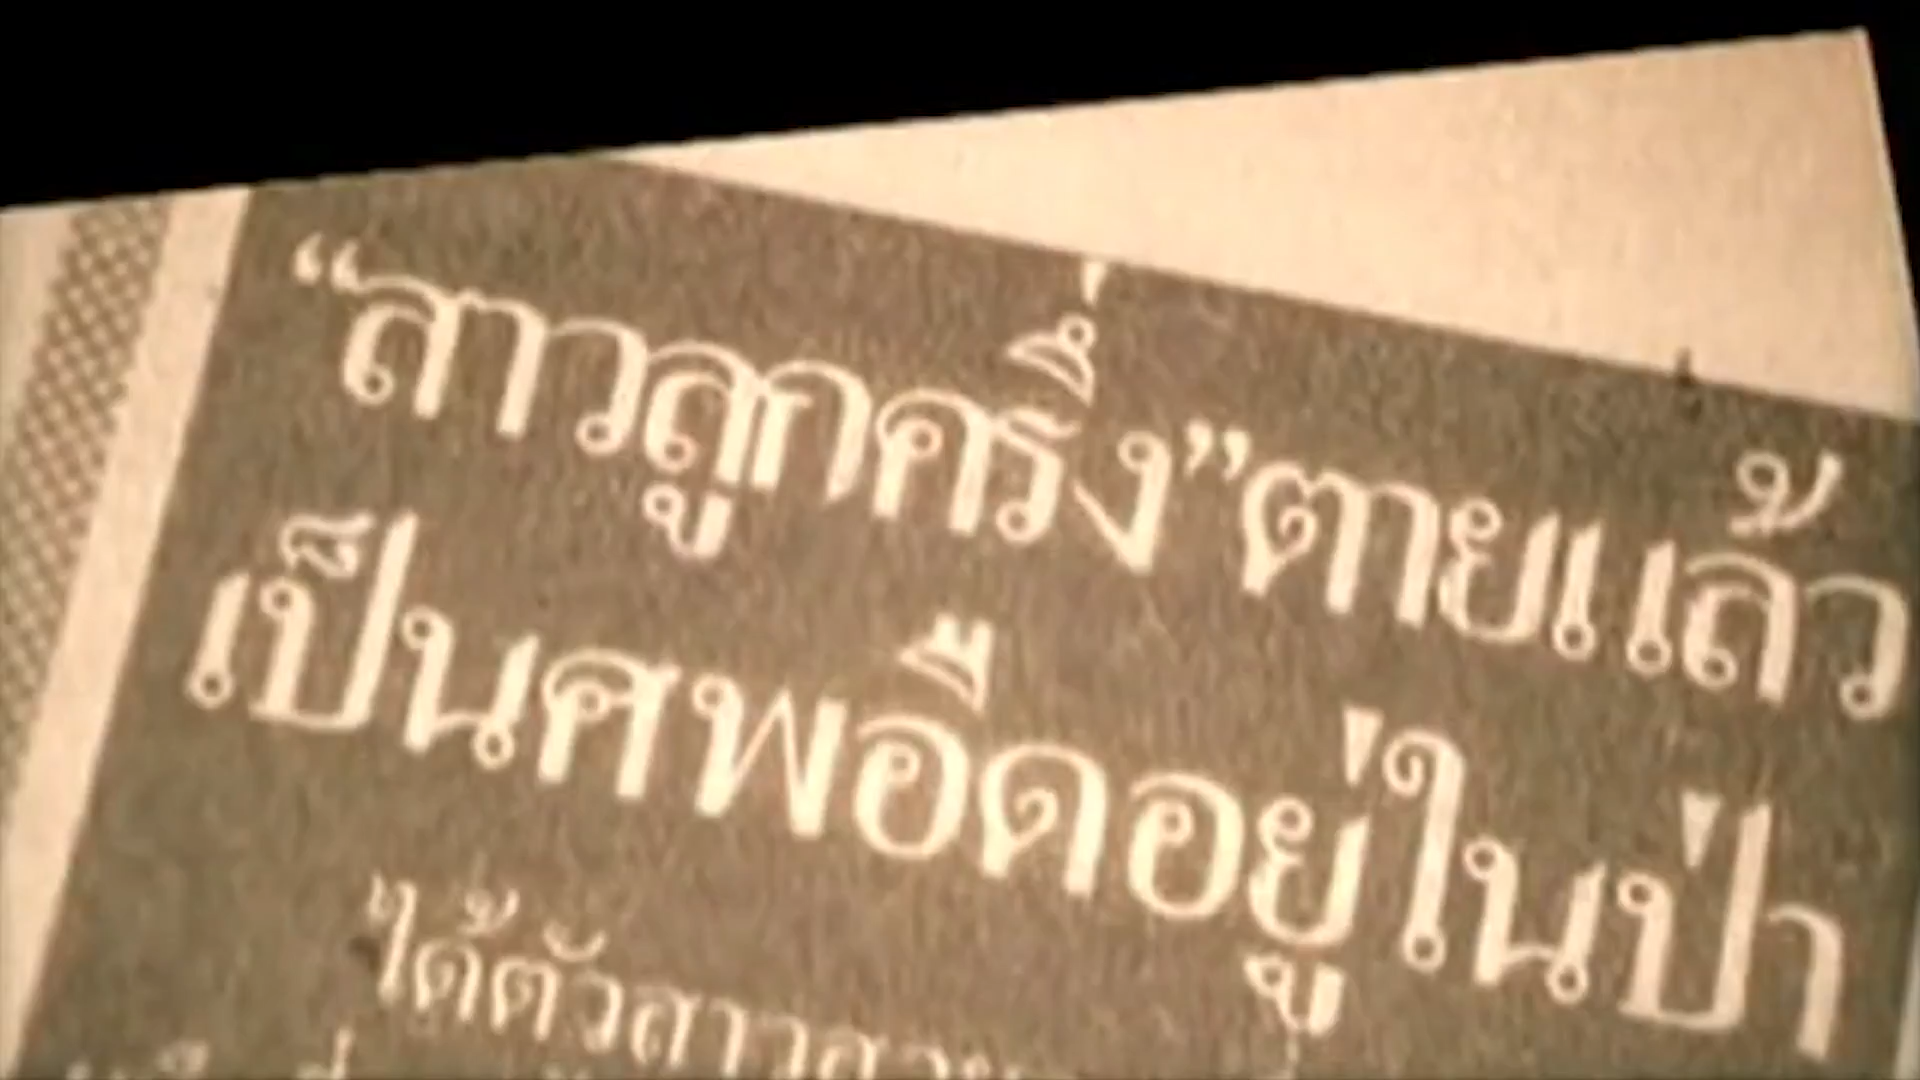 “สาวลูกครึ่ง”ตายแล้ว
เป็นศพอืดอยู่ในป่า
ได้ตัวสาว